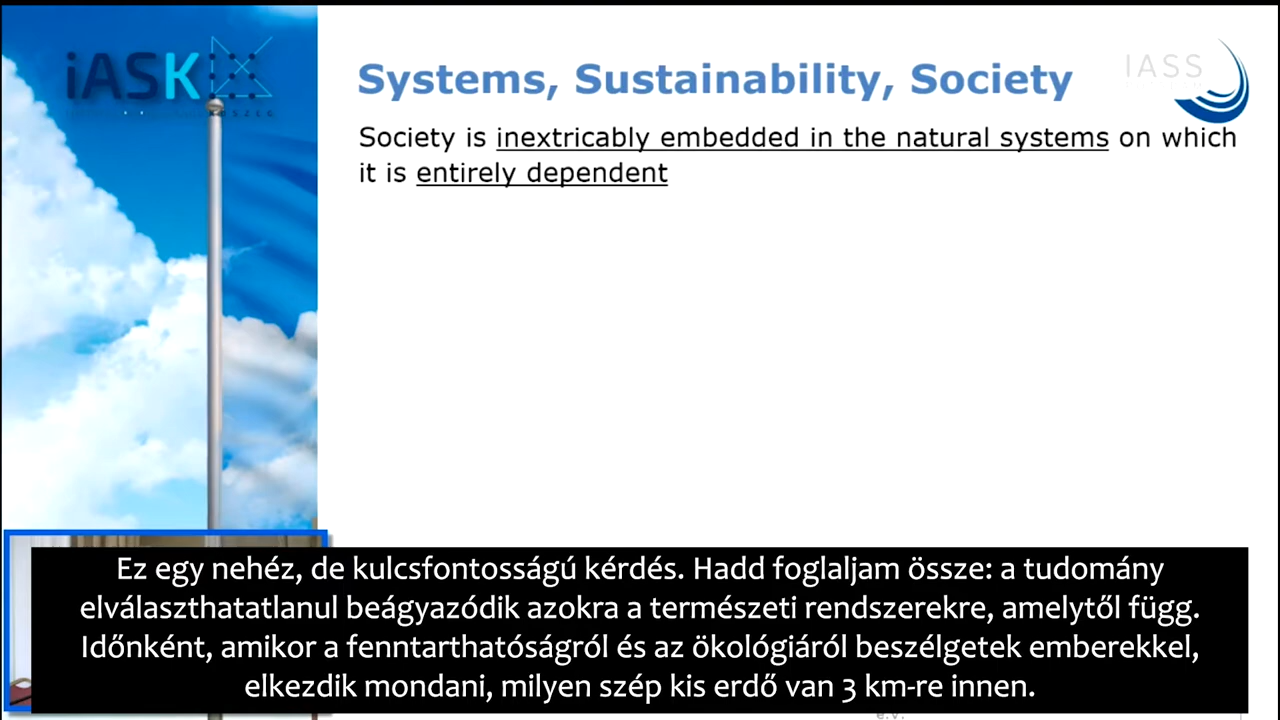 iASK
KOSZEG
IASS
Systems, Sustainability, Society
Society is inextricably embedded in the natural systems on which
it is entirely dependent
Ez egy nehéz, de kulcsfontosságú kérdés. Hadd foglaljam össze: a tudomány
elválaszthatatlanul beágyazódik azokra a természeti rendszerekre, amelytől függ.
Időnként, amikor a fenntarthatóságról és az ökológiáról beszélgetek emberekkel,
elkezdik mondani, milyen szép kis erdő van 3 km-re innen.
e.V.